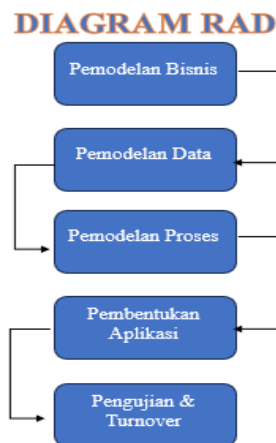 DIAGRAM RAD
Pemodelan Bisnis
Pemodelan Data
Pemodelan Proses
Pembentukan
Aplikasi
Pengujian &
Turnover